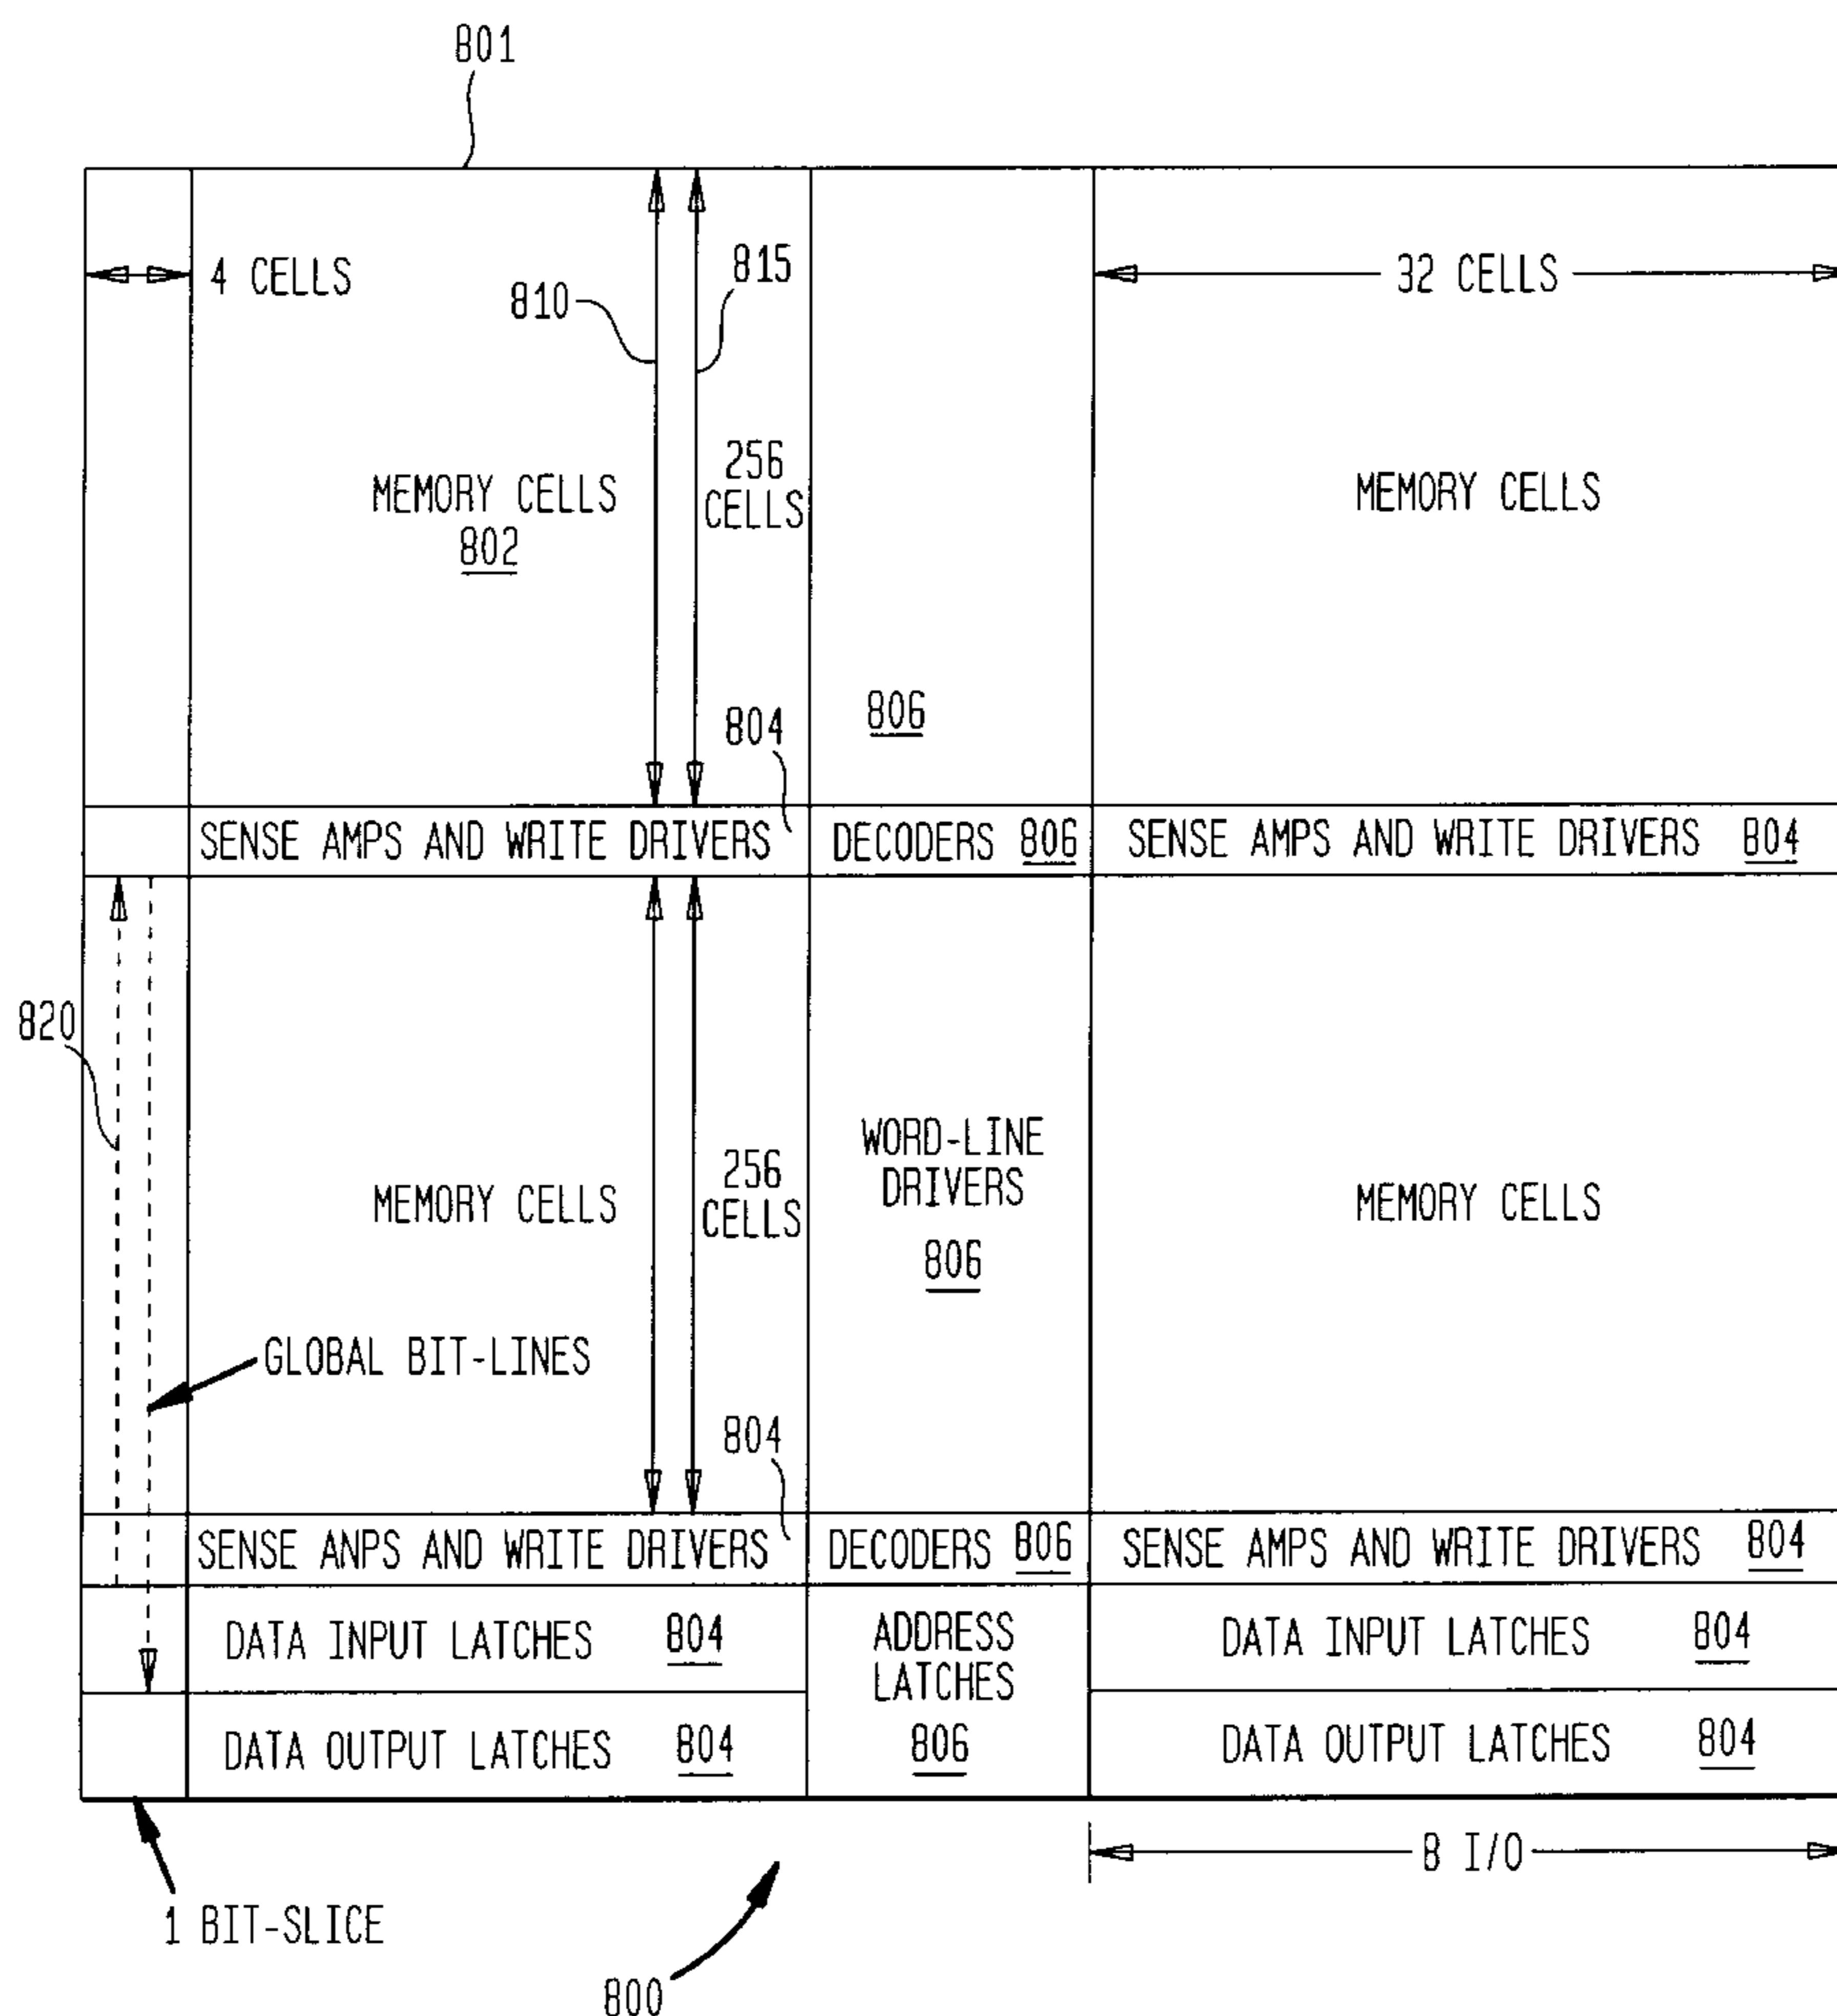 801
4 CELLS
810
815
32 CELLS
MEMORY CELLS
802
256
CELLS
MEMORY CELLS
804
806
SENSE AMPS AND WRITE DRIVERS
DECODERS 806
SENSE AMPS AND WRITE DRIVERS 804
820
MEMORY CELLS
256
CELLS
WORD-LINE
DRIVERS
806
MEMORY CELLS
GLOBAL BIT-LINES
804
SENSE ANPS AND WRITE DRIVERS
DECODERS 806
SENSE AMPS AND WRITE DRIVERS 804
DATA INPUT LATCHES 804
ADDRESS
LATCHES
806
DATA INPUT LATCHES 804
DATA OUTPUT LATCHES 804
DATA OUTPUT LATCHES 804
8 I/O
1 BIT-SLICE
800